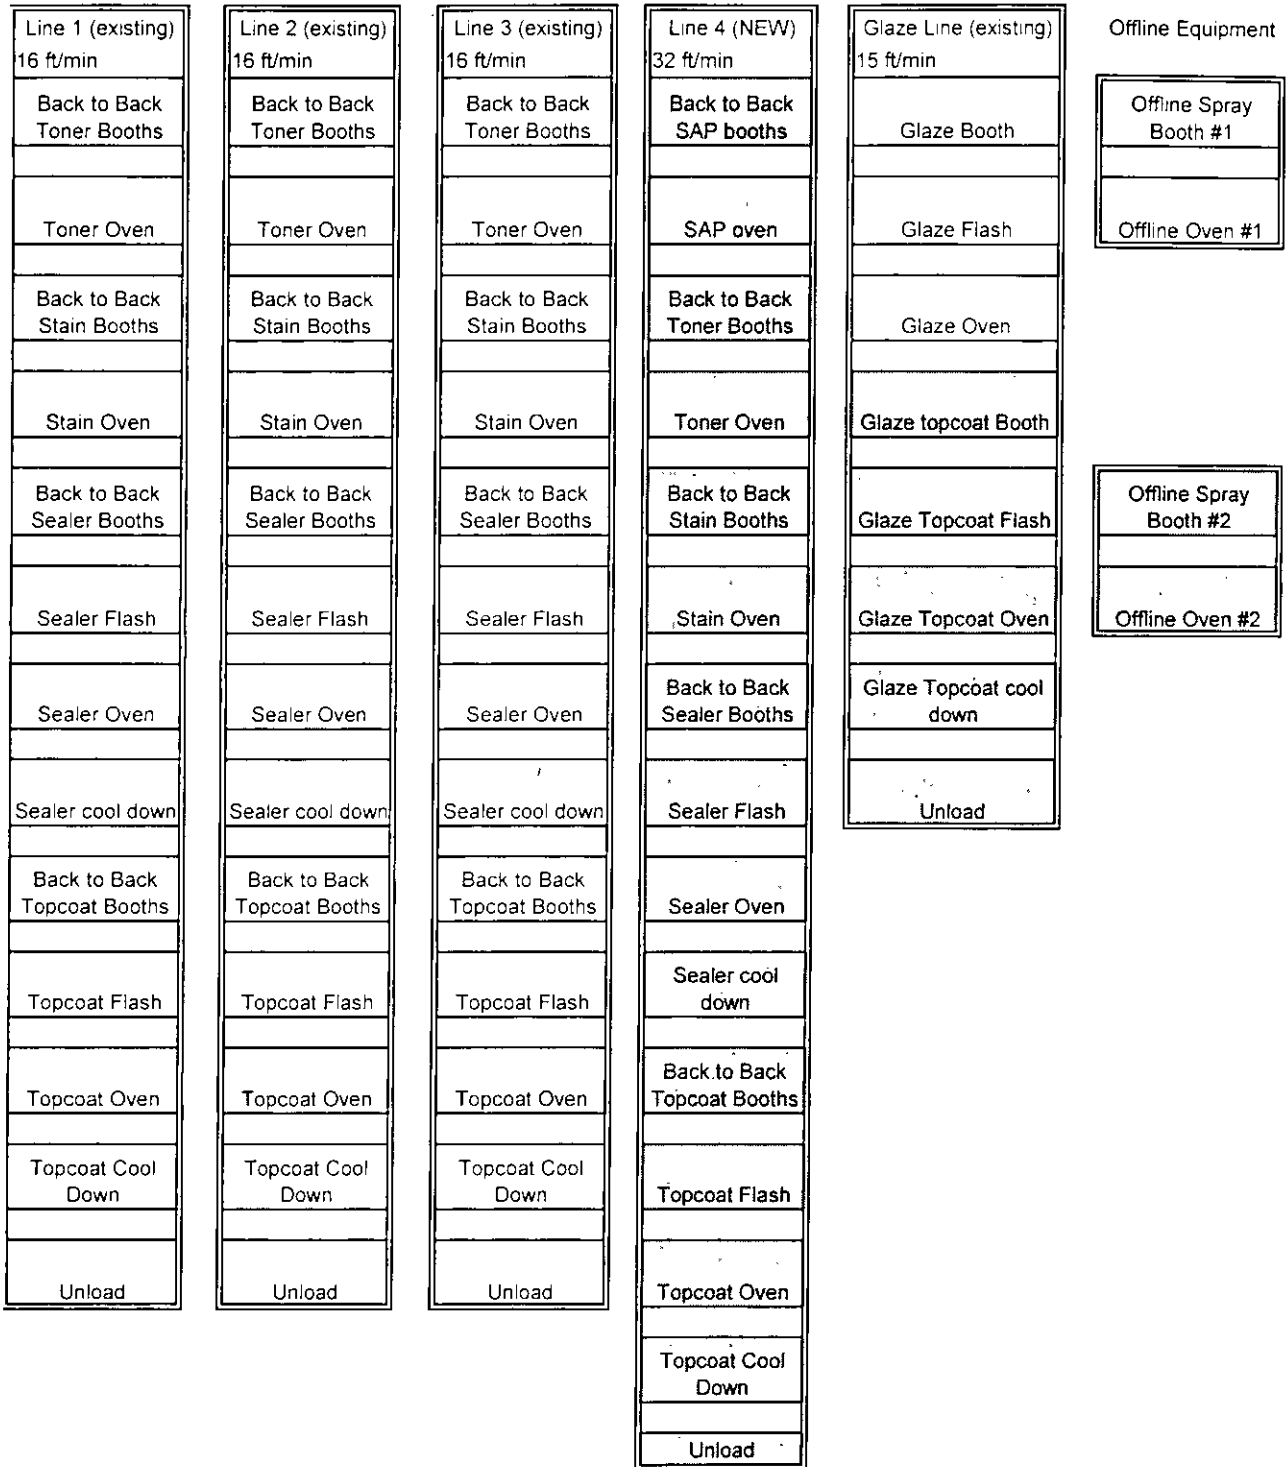 Line 1 (existing)
16 ft/min
Back to Back
Toner Booths
Toner Oven
Back to Back
Stain Booths
Stain Oven
Back to Back
Sealer Booths
Sealer Flash
Sealer Oven
Sealer cool down
Back to Back
Topcoat Booths
Topcoat Flash
Topcoat Oven
Topcoat Cool
Down
Unload
Line 2 (existing)
16 ft/min
Back to Back
Toner Booths
Toner Oven
Back to Back
Stain Booths
Stain Oven
Back to Back
Sealer Booths
Sealer Flash
Sealer Oven
Sealer cool down
Back to Back
Topcoat Booths
Topcoat Flash
Topcoat Oven
Topcoat Cool
Down
Unload
Line 3 (existing)
16 ft/min
Back to Back
Toner Booths
Toner Oven
Back to Back
Stain Booths
Stain Oven
Back to Back
Sealer Booths
Sealer Flash
Sealer Oven
Sealer cool down
Back to Back
Topcoat Booths
Topcoat Flash
Topcoat Oven
Topcoat Cool
Down
Unload
Line 4 (NEW)
32 ft/min
Back to Back
SAP booths
SAP oven
Back to Back
Toner Booths
Toner Oven
Back to Back
Stain Booths
Stain Oven
Back to Back
Sealer Booths
Sealer Flash
Sealer Oven
Sealer cool
down
Back to Back
Topcoat Booths
Topcoat Flash
Topcoat Oven
Topcoat Cool
Down
Unload
Glaze Line (existing)
15 ft/min
Glaze Booth
Glaze Flash
Glaze Oven
Glaze topcoat Booth
Glaze Topcoat Flash
Glaze Topcoat Oven
Glaze Topcoat cool
down
Unload
Offline Equipment
Offline Spray
Booth #1
Offline Oven #1
Offline Spray
Booth #2
Offline Oven #2